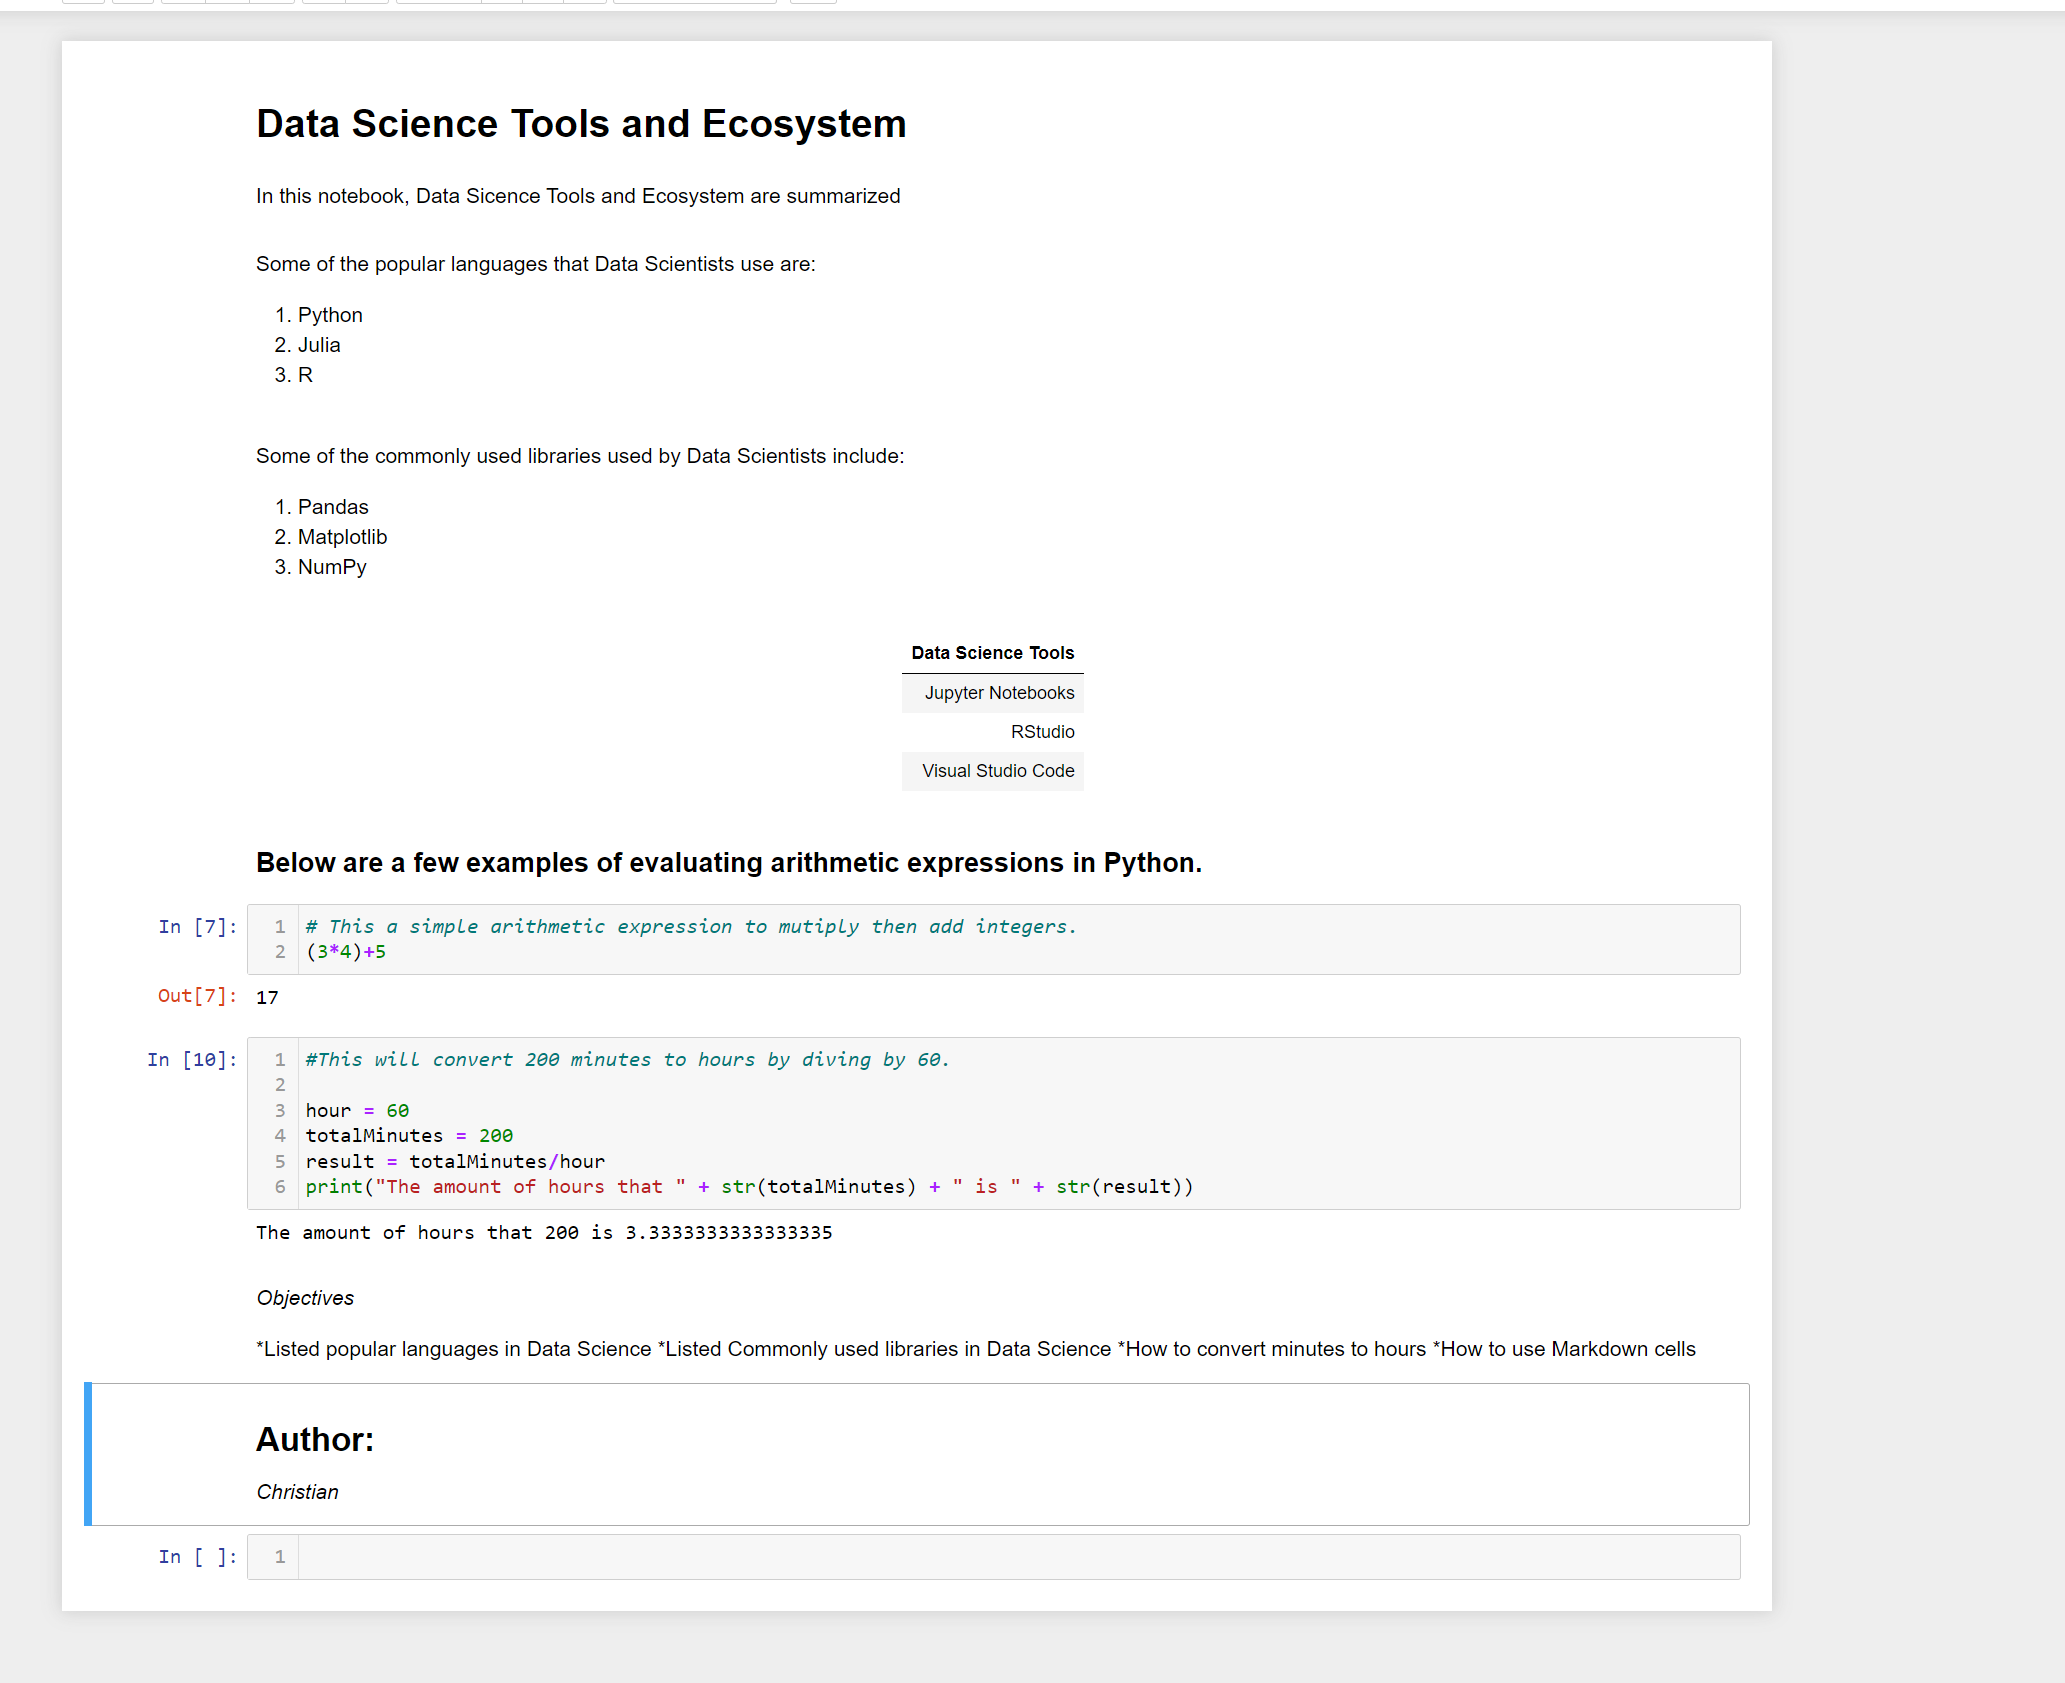 Data Science Tools and Ecosystem
In this notebook, Data Sicence Tools and Ecosystem are summarized
Some of the popular languages that Data Scientists use are:
1. Python
2. Julia
3. R
Some of the commonly used libraries used by Data Scientists include:
1. Pandas
2. Matplotlib
3. NumPy
Data Science Tools
Jupyter Notebooks
RStudio
Visual Studio Code
Below are a few examples of evaluating arithmetic expressions in Python.
In [7]: 1 # This a simple arithmetic expression to mutiply then add integers.
2 (3*4)+5
Out[7]: 17
In [10]: 1 #This will convert 200 minutes to hours by diving by 60.
2
3 hour = 60
4 totalMinutes = 200
5 result = totalMinutes/hour
6 print("The amount of hours that " + str(totalMinutes) + " is " + str(result))
The amount of hours that 200 is 3.3333333333333335
Objectives
*Listed popular languages in Data Science *Listed Commonly used libraries in Data Science *How to convert minutes to hours *How to use Markdown cells
Author:
Christian
In [ ]: 1